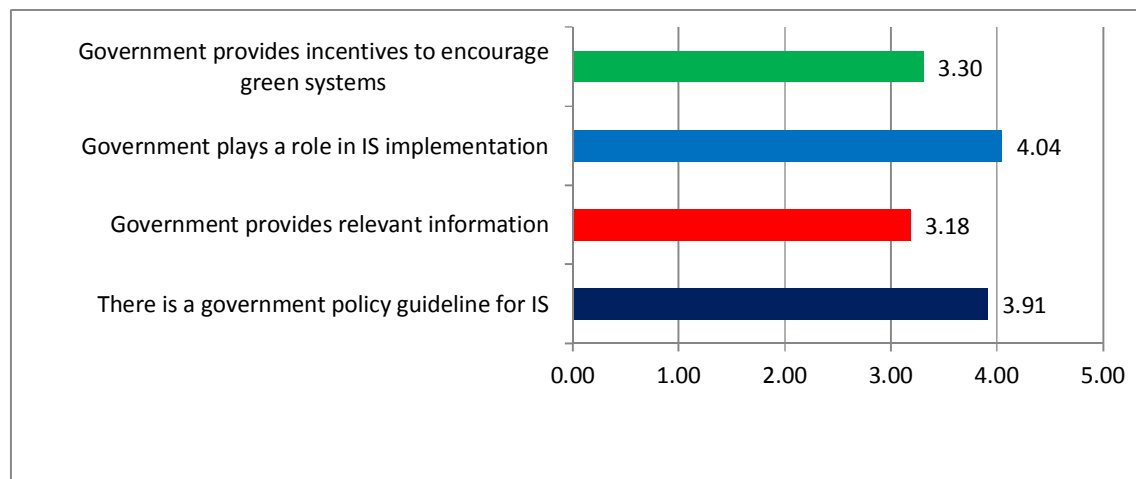 Government provides incentives to encourage
green systems
3.30
Government plays a role in IS implementation
4.04
Government provides relevant information
3.18
There is a government policy guideline for IS
3.91
0.00 1.00 2.00 3.00 4.00 5.00